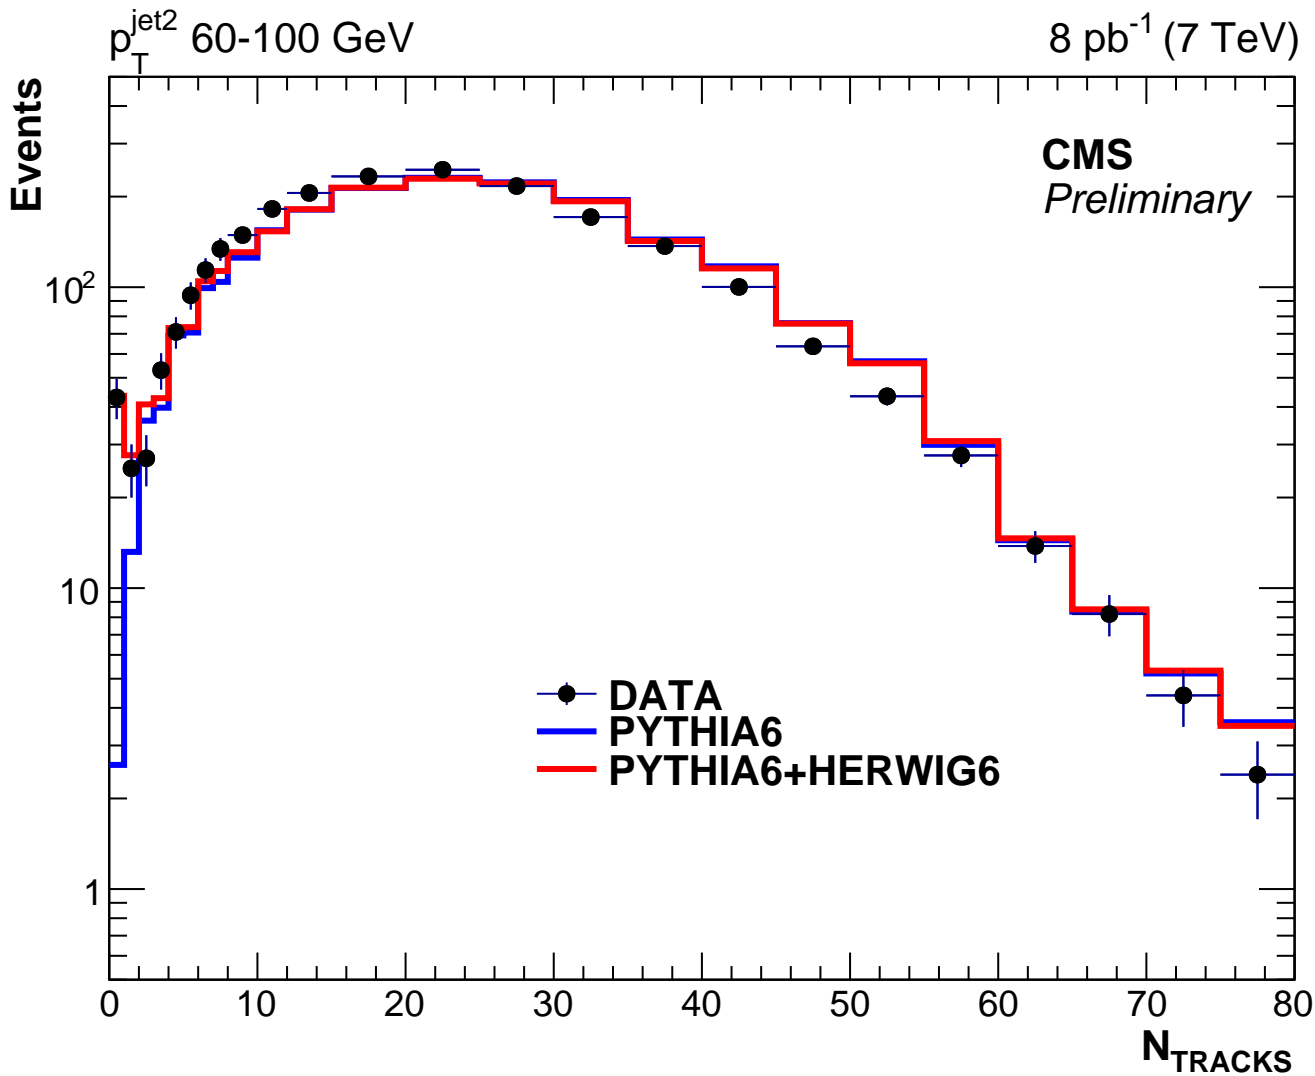 p_T^jet2 60-100 GeV
8 pb^-1 (7 TeV)
Events
CMS
Preliminary
10^2
10
1
DATA
PYTHIA6
PYTHIA6+HERWIG6
0 10 20 30 40 50 60 70 80
N_TRACKS